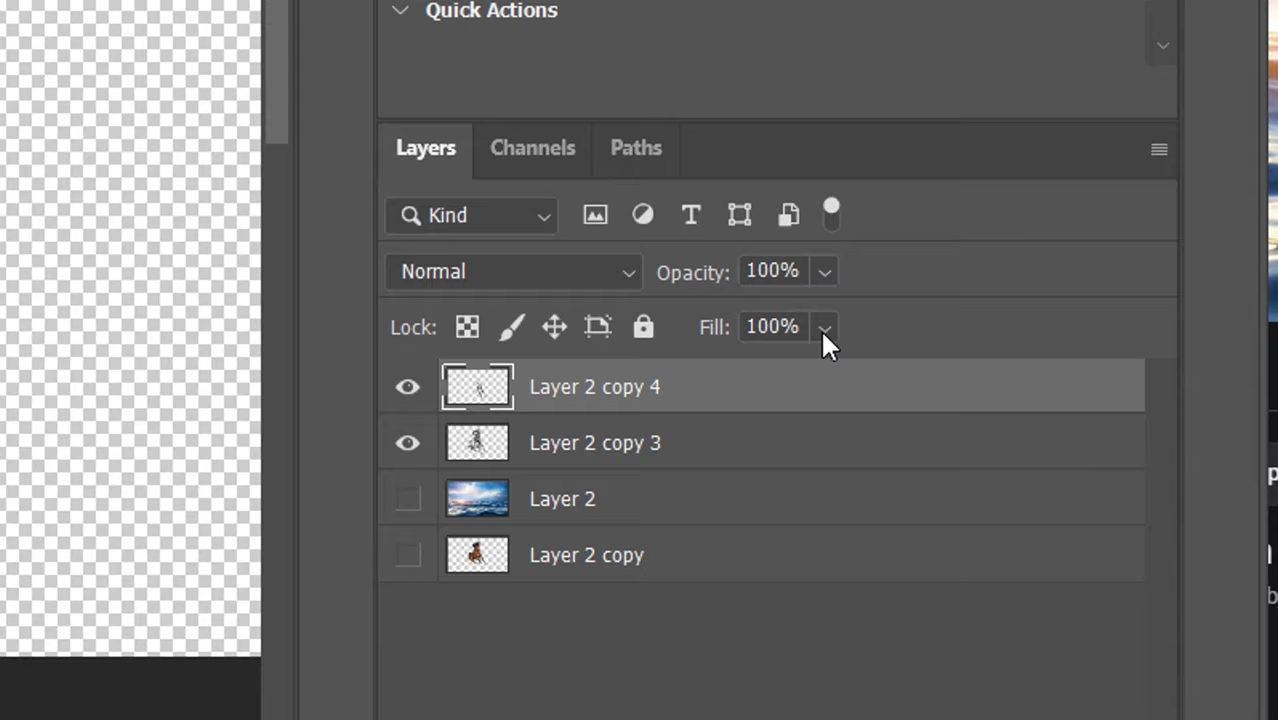 Quick Actions
Layers Channels Paths
Kind
Normal Opacity: 100%
Lock: Fill: 100%
Layer 2 copy 4
Layer 2 copy 3
Layer 2
Layer 2 copy